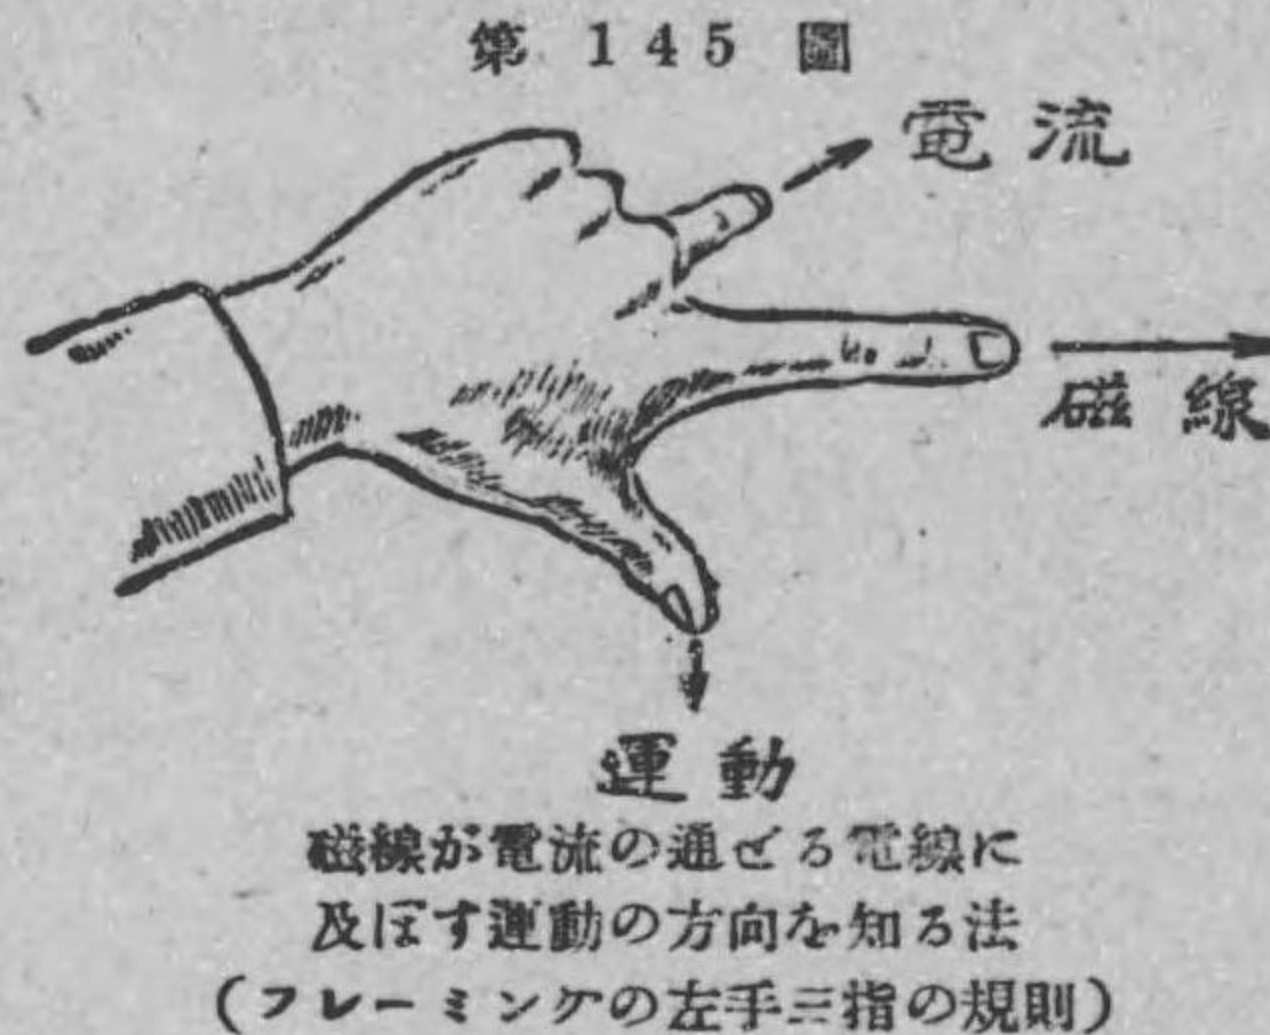 第 145 圖
電流
磁線
運動
磁線が電流の通ぜる電線に
及ぼす運動の方向を知る法
(フレーミングの左手三指の規則)